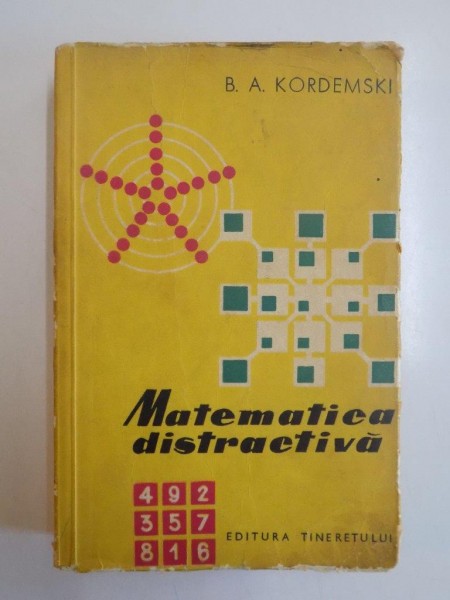 B. A. KORDEMSKI
Matematica
distractivă
4 9 2
3 5 7
8 1 6
EDITURA TINERETULUI